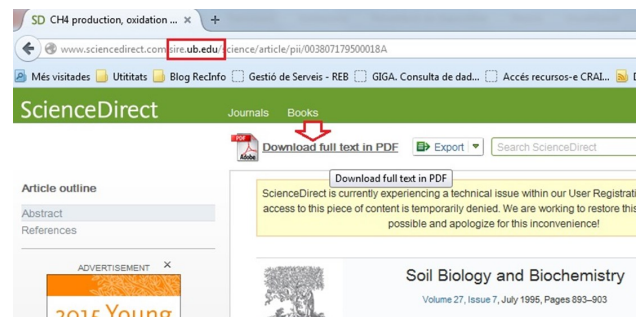 SD CH4 production, oxidation ... × +
www.sciencedirect.com.sire.ub.edu/science/article/pii/003807179500018A
Més visitades Utititats Blog RecInfo Gestió de Serveis - REB GIGA. Consulta de dad... Accés recursos-e CRAI...
ScienceDirect Journals Books
PDF
Adobe
Download full text in PDF Export Search ScienceDirect
Download full text in PDF
Article outline
Abstract
References
ScienceDirect is currently experiencing a technical issue within our User Registrati
access to this piece of content is temporarily denied. We are working to restore this
possible and apologize for this inconvenience!
ADVERTISEMENT ×
2015 Young
Soil Biology and Biochemistry
Volume 27, Issue 7, July 1995, Pages 893–903